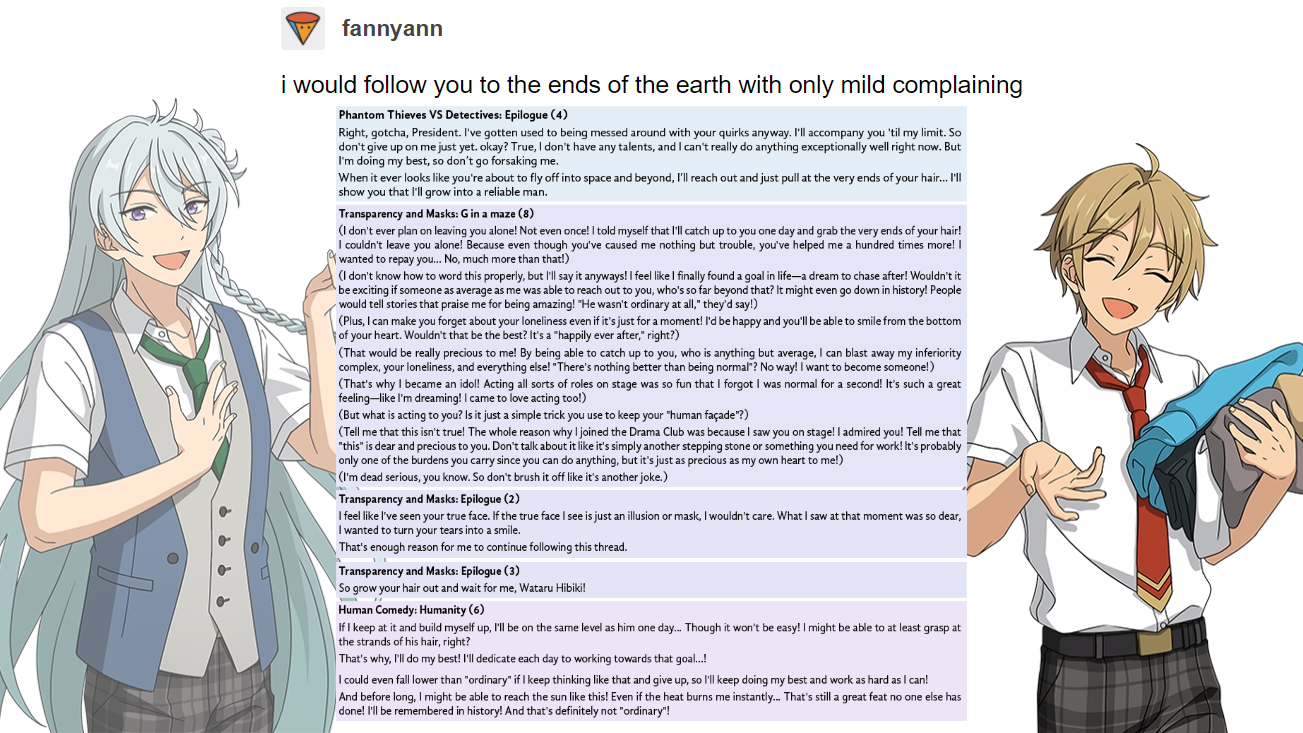 fannyann
i would follow you to the ends of the earth with only mild complaining
Phantom Thieves VS Detectives: Epilogue (4)
Right, gotcha, President. I've gotten used to being messed around with your quirks anyway. I'll accompany you 'til my limit. So
don't give up on me just yet. okay? True, I don't have any talents, and I can't really do anything exceptionally well right now. But
I'm doing my best, so don't go forsaking me.
When it ever looks like you're about to fly off into space and beyond, I'll reach out and just pull at the very ends of your hair... I'll
show you that I'll grow into a reliable man.
Transparency and Masks: G in a maze (8)
(I don't ever plan on leaving you alone! Not even once! I told myself that I'll catch up to you one day and grab the very ends of your hair!
I couldn't leave you alone! Because even though you've caused me nothing but trouble, you've helped me a hundred times more! I
wanted to repay you... No, much more than that!)
(I don't know how to word this properly, but I'll say it anyways! I feel like I finally found a goal in life—a dream to chase after! Wouldn't it
be exciting if someone as average as me was able to reach out to you, who's so far beyond that? It might even go down in history! People
would tell stories that praise me for being amazing! "He wasn't ordinary at all," they'd say!)
(Plus, I can make you forget about your loneliness even if it's just for a moment! I'd be happy and you'll be able to smile from the bottom
of your heart. Wouldn't that be the best? It's a "happily ever after," right?)
(That would be really precious to me! By being able to catch up to you, who is anything but average, I can blast away my inferiority
complex, your loneliness, and everything else! "There's nothing better than being normal"? No way! I want to become someone!)
(That's why I became an idol! Acting all sorts of roles on stage was so fun that I forgot I was normal for a second! It's such a great
feeling—like I'm dreaming! I came to love acting too!)
(But what is acting to you? Is it just a simple trick you use to keep your "human façade"?)
(Tell me that this isn't true! The whole reason why I joined the Drama Club was because I saw you on stage! I admired you! Tell me that
"this" is dear and precious to you. Don't talk about it like it's simply another stepping stone or something you need for work! It's probably
only one of the burdens you carry since you can do anything, but it's just as precious as my own heart to me!)
(I'm dead serious, you know. So don't brush it off like it's another joke.)
Transparency and Masks: Epilogue (2)
I feel like I've seen your true face. If the true face I see is just an illusion or mask, I wouldn't care. What I saw at that moment was so dear,
I wanted to turn your tears into a smile.
That's enough reason for me to continue following this thread.
Transparency and Masks: Epilogue (3)
So grow your hair out and wait for me, Wataru Hibiki!
Human Comedy: Humanity (6)
If I keep at it and build myself up, I'll be on the same level as him one day... Though it won't be easy! I might be able to at least grasp at
the strands of his hair, right?
That's why, I'll do my best! I'll dedicate each day to working towards that goal...!
I could even fall lower than "ordinary" if I keep thinking like that and give up, so I'll keep doing my best and work as hard as I can!
And before long, I might be able to reach the sun like this! Even if the heat burns me instantly... That's still a great feat no one else has
done! I'll be remembered in history! And that's definitely not "ordinary"!